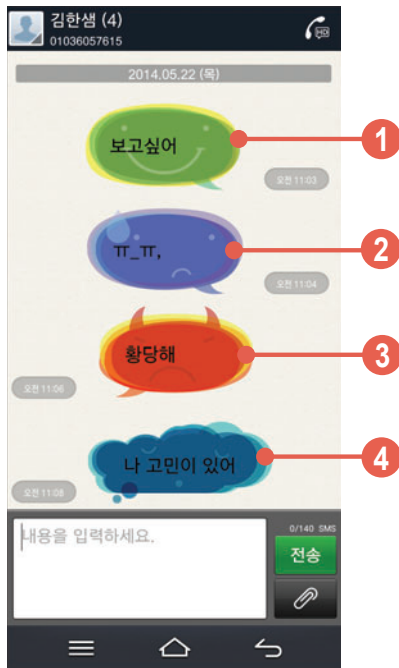 김한샘 (4)
01036057615
HD
2014.05.22 (목)
보고싶어
1
오전 11:03
ㅠ_ㅠ,
2
오전 11:04
황당해
3
오전 11:06
나 고민이 있어
4
오전 11:08
내용을 입력하세요.
0/140 SMS
전송